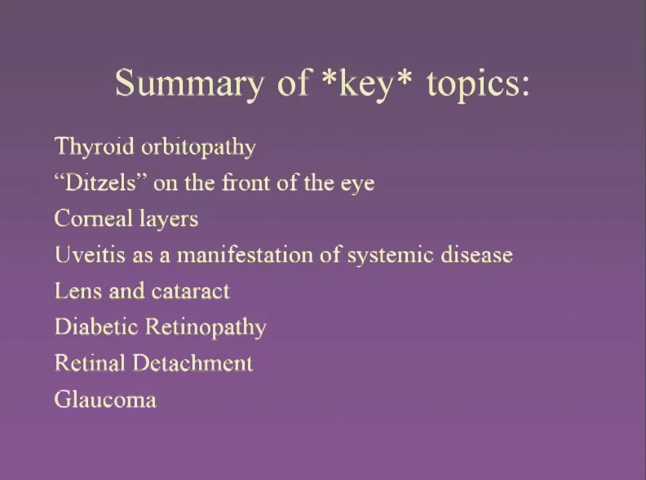 Summary of *key* topics:
Thyroid orbitopathy
“Ditzels” on the front of the eye
Corneal layers
Uveitis as a manifestation of systemic disease
Lens and cataract
Diabetic Retinopathy
Retinal Detachment
Glaucoma